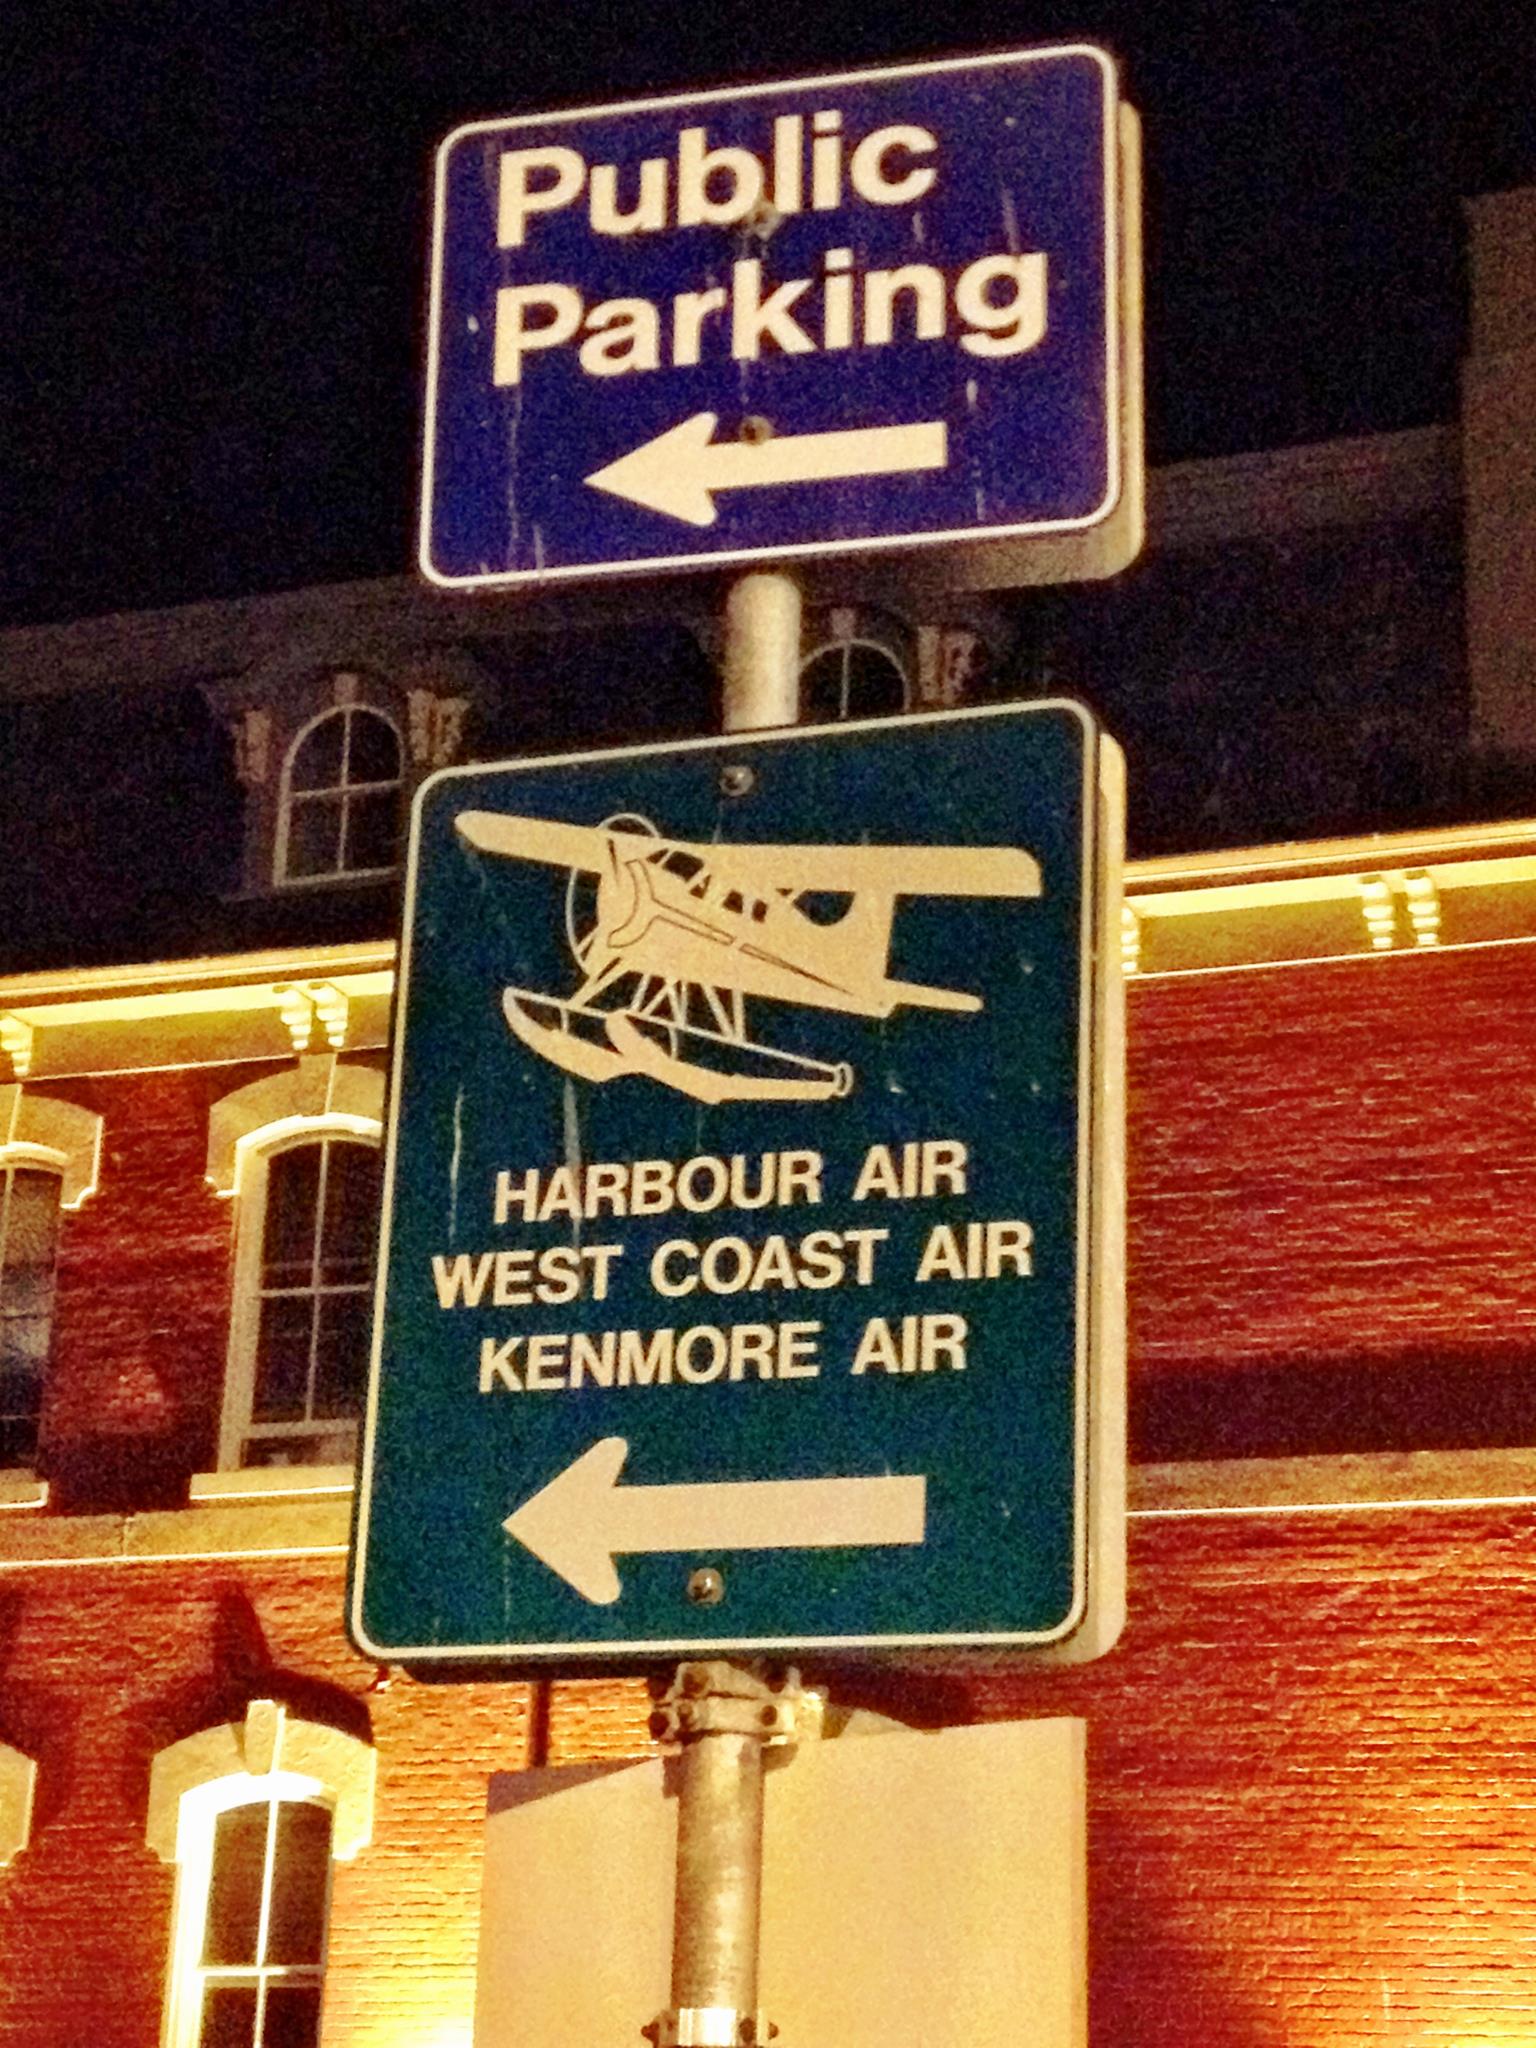 Public
Parking
HARBOUR AIR
WEST COAST AIR
KENMORE AIR